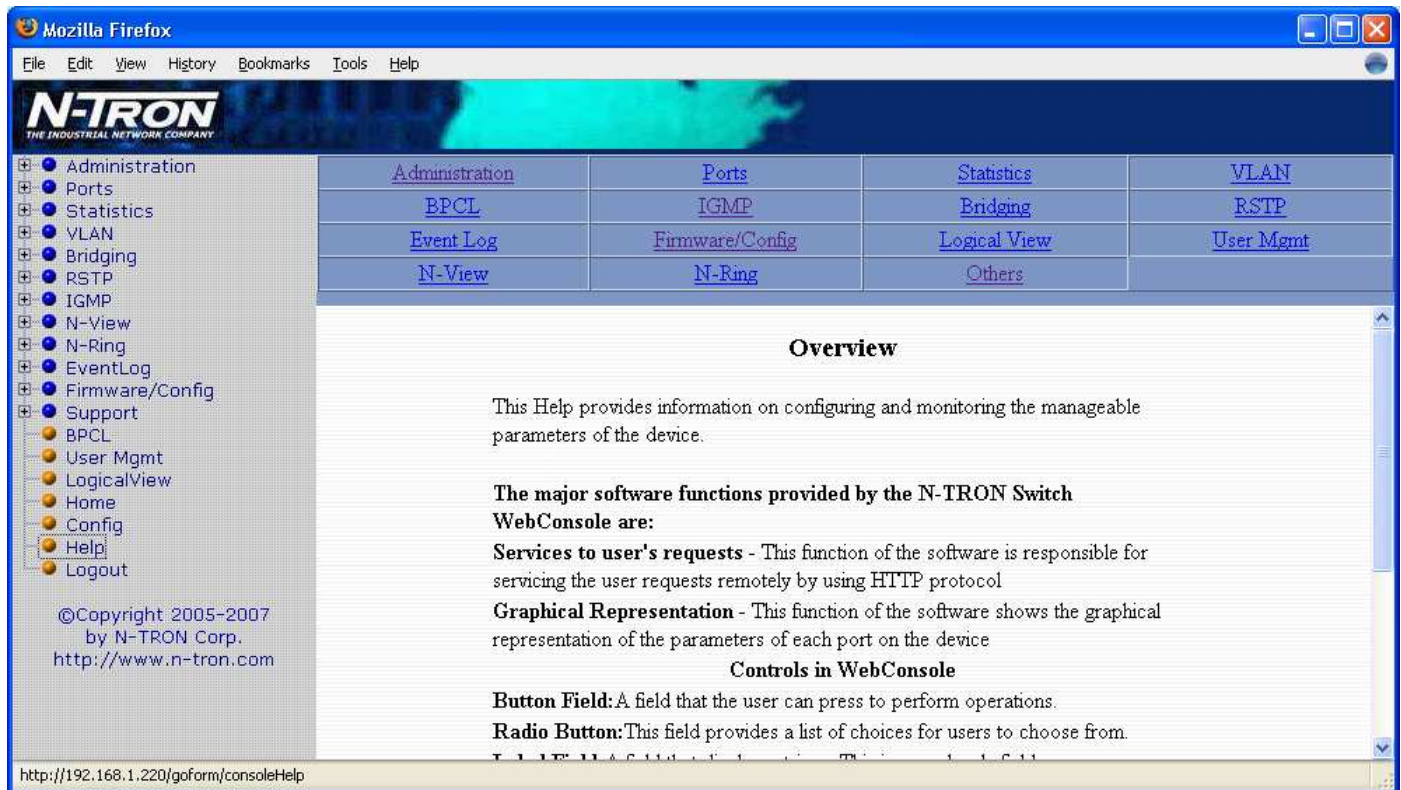 Mozilla Firefox
File Edit View History Bookmarks Tools Help
N-TRON
THE INDUSTRIAL NETWORK COMPANY
Administration
Ports
Statistics
VLAN
Bridging
RSTP
IGMP
N-View
N-Ring
EventLog
Firmware/Config
Support
BPCL
User Mgmt
LogicalView
Home
Config
Help
Logout
©Copyright 2005-2007
by N-TRON Corp.
http://www.n-tron.com
Administration Ports Statistics VLAN
BPCL IGMP Bridging RSTP
Event Log Firmware/Config Logical View User Mgmt
N-View N-Ring Others
Overview
This Help provides information on configuring and monitoring the manageable
parameters of the device.
The major software functions provided by the N-TRON Switch
WebConsole are:
Services to user's requests - This function of the software is responsible for
servicing the user requests remotely by using HTTP protocol
Graphical Representation - This function of the software shows the graphical
representation of the parameters of each port on the device
Controls in WebConsole
Button Field:A field that the user can press to perform operations.
Radio Button:This field provides a list of choices for users to choose from.
http://192.168.1.220/goform/consoleHelp